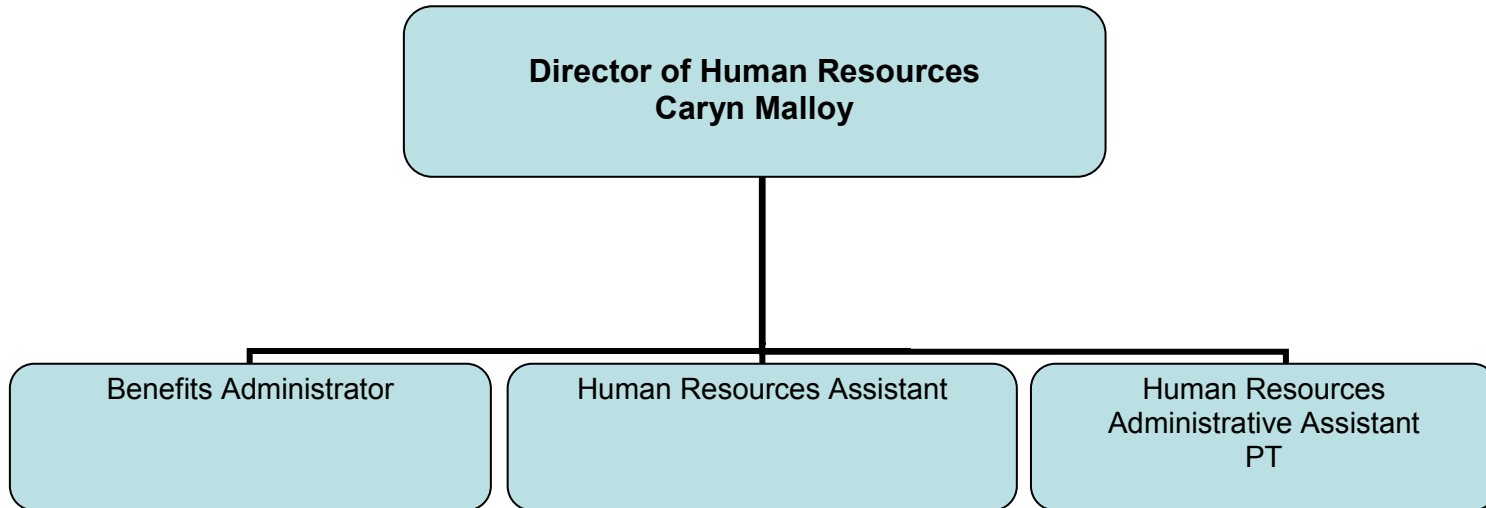 Director of Human Resources
Caryn Malloy
Benefits Administrator
Human Resources Assistant
Human Resources
Administrative Assistant
PT